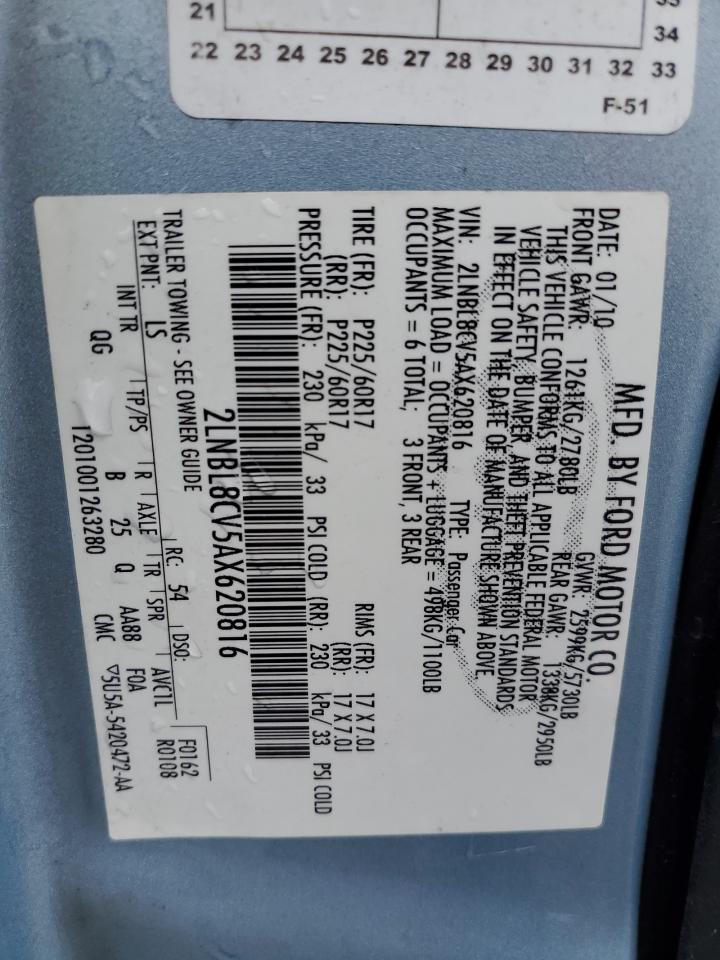 21
33
34
22 23 24 25 26 27 28 29 30 31 32 33
F-51
MFD. BY FORD MOTOR CO.
DATE: 01/10 GVWR: 2599KG/5730LB
FRONT GAWR: 1261KG/2780LB REAR GAWR: 1338KG/2950LB
THIS VEHICLE CONFORMS TO ALL APPLICABLE FEDERAL MOTOR
VEHICLE SAFETY, BUMPER, AND THEFT PREVENTION STANDARDS
IN EFFECT ON THE DATE OF MANUFACTURE SHOWN ABOVE
VIN: 2LNBL8CV5AX620816 TYPE: Passenger Car
MAXIMUM LOAD = OCCUPANTS + LUGGAGE = 498KG/1100LB
OCCUPANTS = 6 TOTAL; 3 FRONT, 3 REAR
TIRE (FR): P225/60R17 RIMS (FR): 17 X 7.0J
(RR): P225/60R17 (RR): 17 X 7.0J
PRESSURE (FR): 230 kPa/ 33 PSI COLD (RR): 230 kPa/ 33 PSI COLD
2LNBL8CV5AX620816
TRAILER TOWING - SEE OWNER GUIDE
EXT PNT: LS RC: 54 DSO: F0162
R0108
INT TR TP/PS R AXLE TR SPR AVC1L
QG B 25 Q AA88 FOA
1201001263280 CMC ▽5U5A-5420472-AA